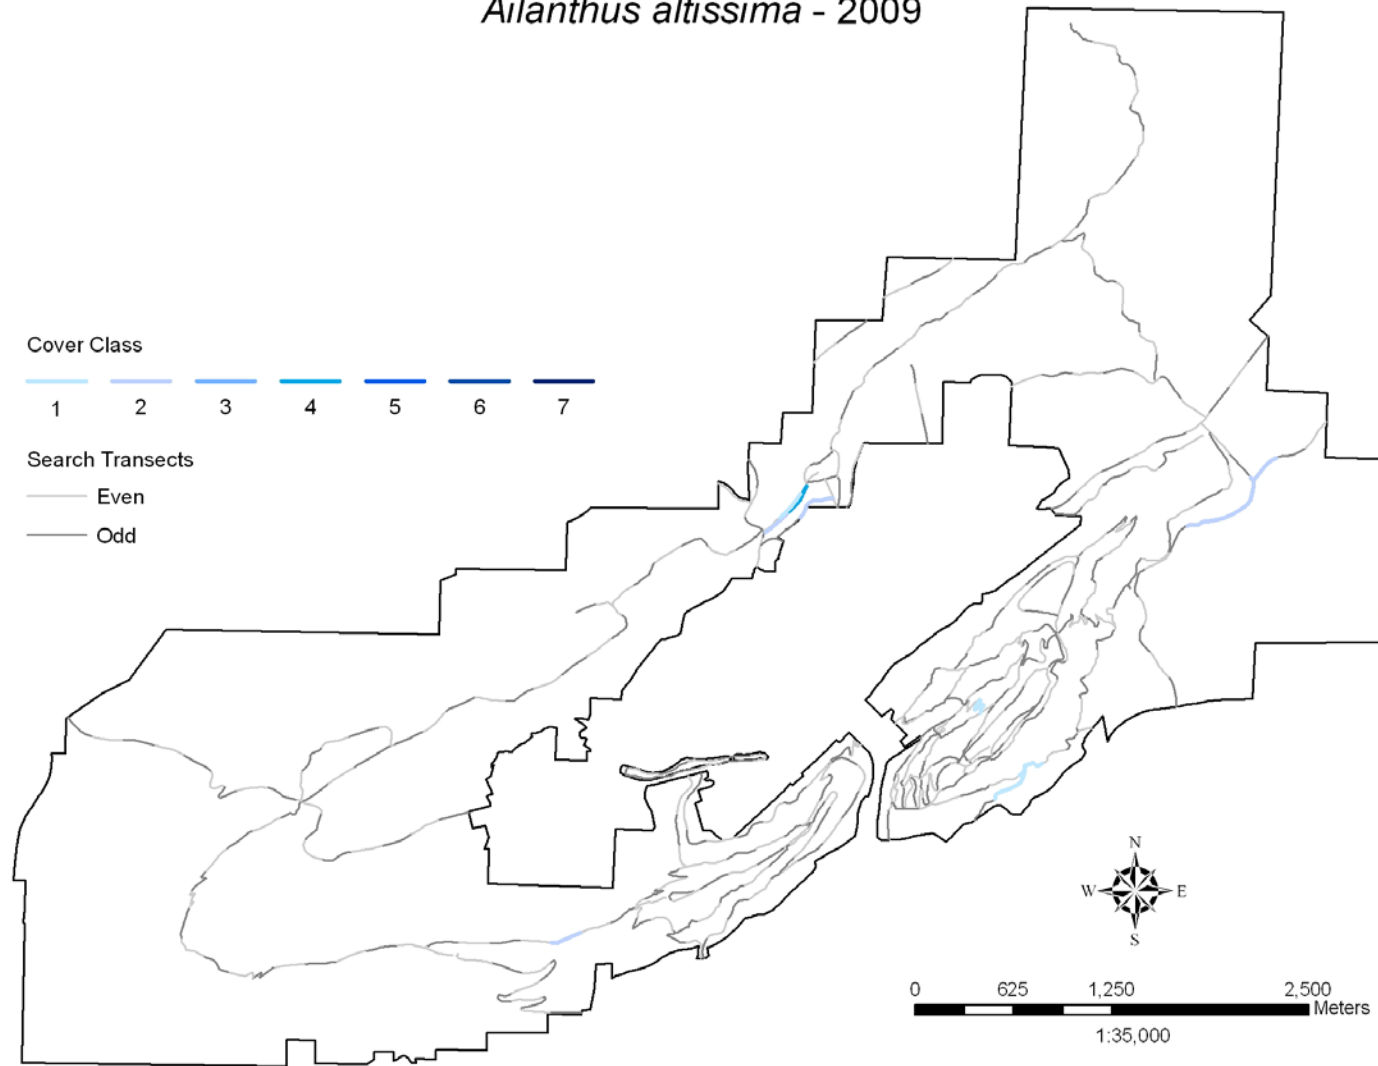 Ailanthus altissima - 2009
Cover Class
1 2 3 4 5 6 7
Search Transects
Even
Odd
N
W E
S
0 625 1,250 2,500
Meters
1:35,000